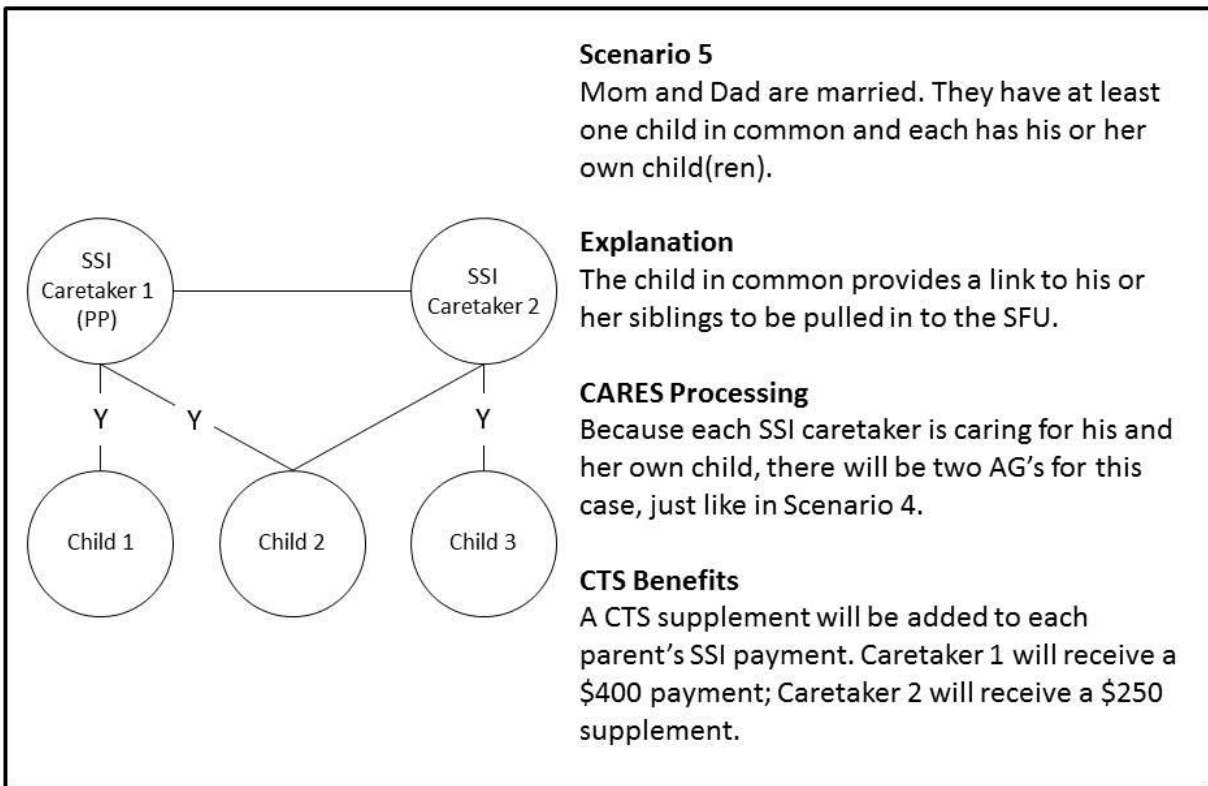 Scenario 5
Mom and Dad are married. They have at least
one child in common and each has his or her
own child(ren).
Explanation
The child in common provides a link to his or
her siblings to be pulled in to the SFU.
CARES Processing
Because each SSI caretaker is caring for his and
her own child, there will be two AG's for this
case, just like in Scenario 4.
CTS Benefits
A CTS supplement will be added to each
parent's SSI payment. Caretaker 1 will receive a
$400 payment; Caretaker 2 will receive a $250
supplement.
SSI
Caretaker 1
(PP)
SSI
Caretaker 2
Y
Y
Y
Child 1
Child 2
Child 3